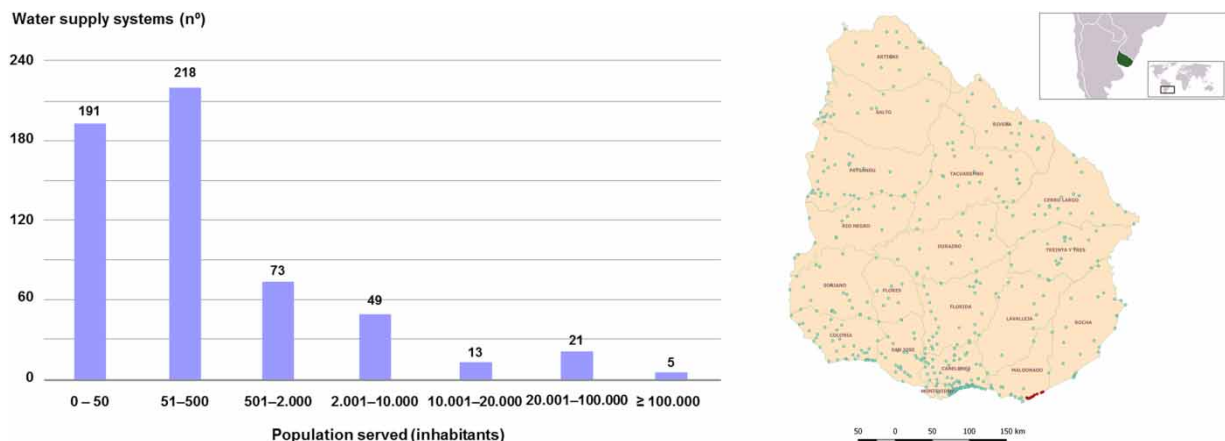 Water supply systems (nº)
240
180
120
60
0
191
218
73
49
13
21
5
0 – 50
51–500
501–2.000
2.001–10.000
10.001–20.000
20.001–100.000
≥ 100.000
Population served (inhabitants)
ARTIGAS
SALTO
RIVERA
PAYSANDU
TACUAREMBO
CERRO LARGO
RIO NEGRO
DURAZNO
TREINTA Y TRES
SORIANO
FLORES
FLORIDA
LAVALLEJA
ROCHA
COLONIA
SAN JOSE
CANELONES
MALDONADO
MONTEVIDEO
50 0 50 100 150 km